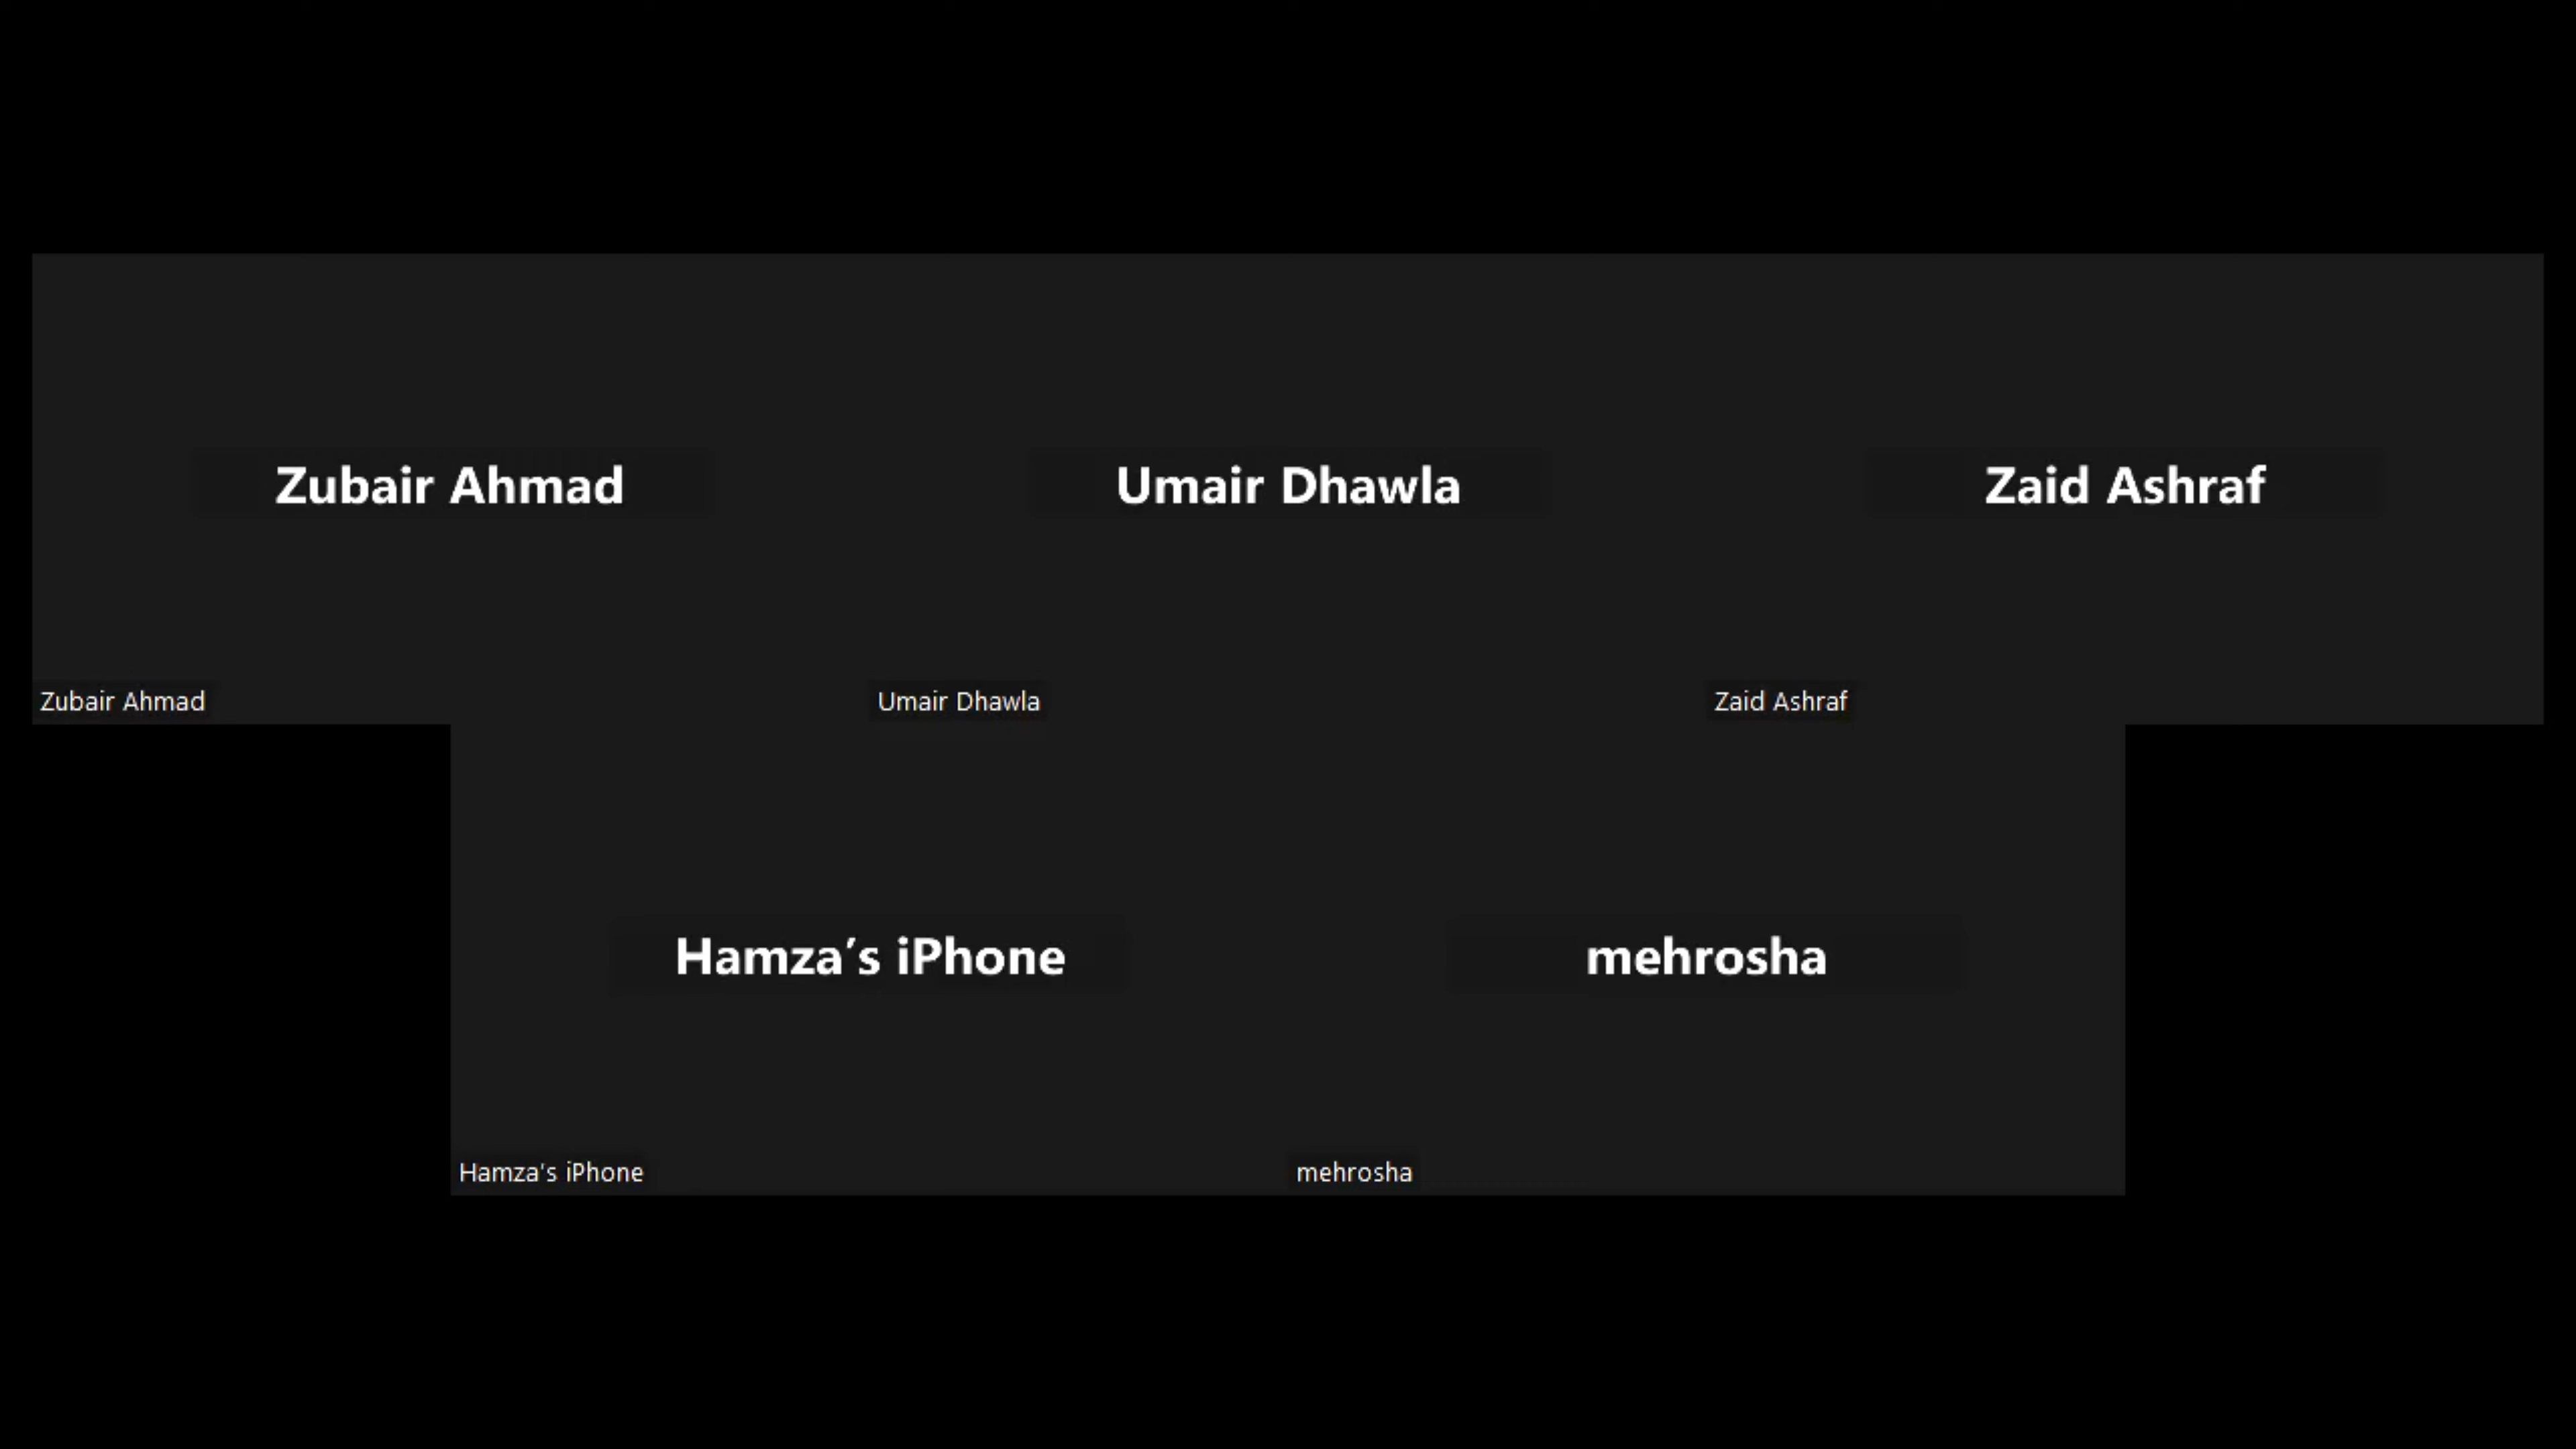 Zubair Ahmad
Umair Dhawla
Zaid Ashraf
Zubair Ahmad
Umair Dhawla
Zaid Ashraf
Hamza’s iPhone
mehrosha
Hamza's iPhone
mehrosha